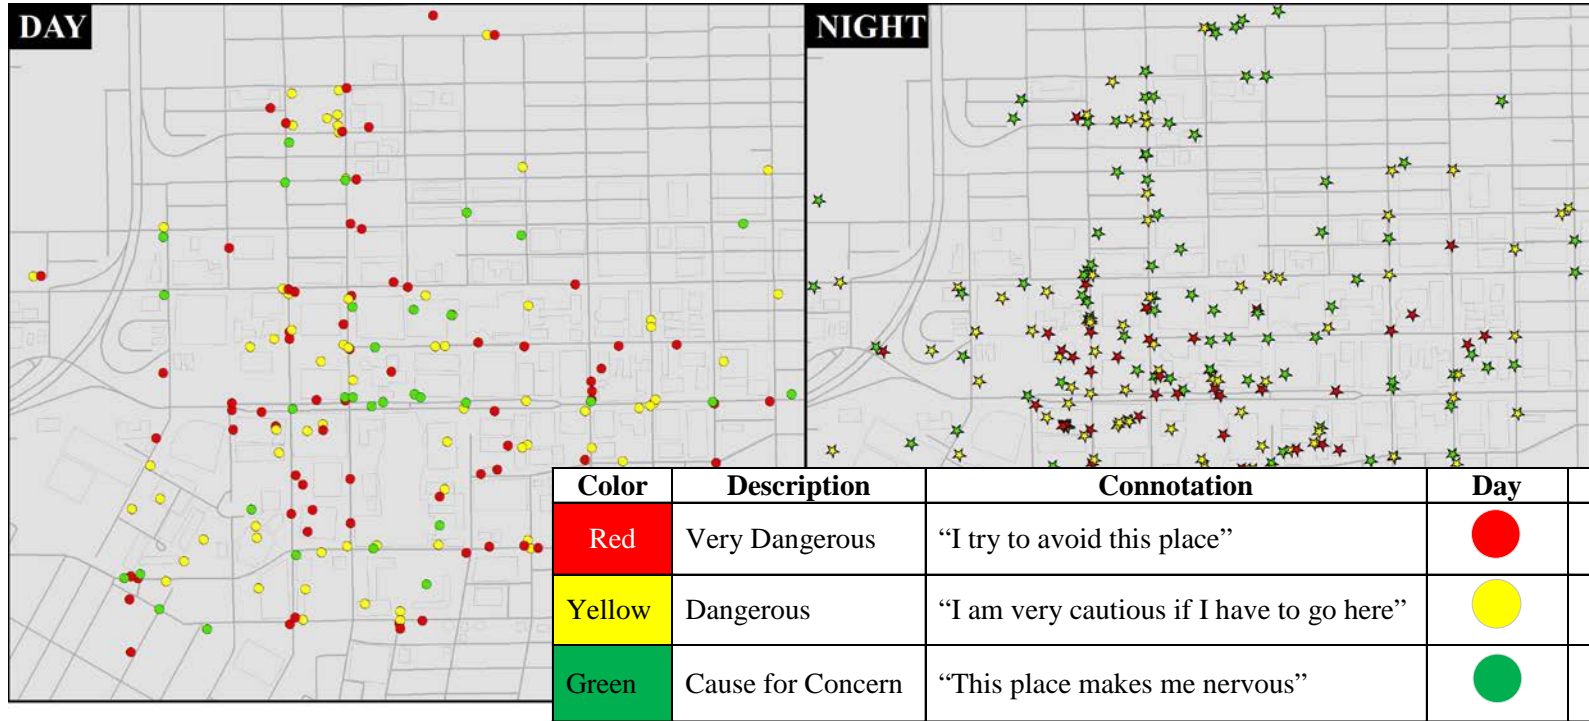 DAY
NIGHT
Color Description Connotation Day
Red Very Dangerous “I try to avoid this place”
Yellow Dangerous “I am very cautious if I have to go here”
Green Cause for Concern “This place makes me nervous”